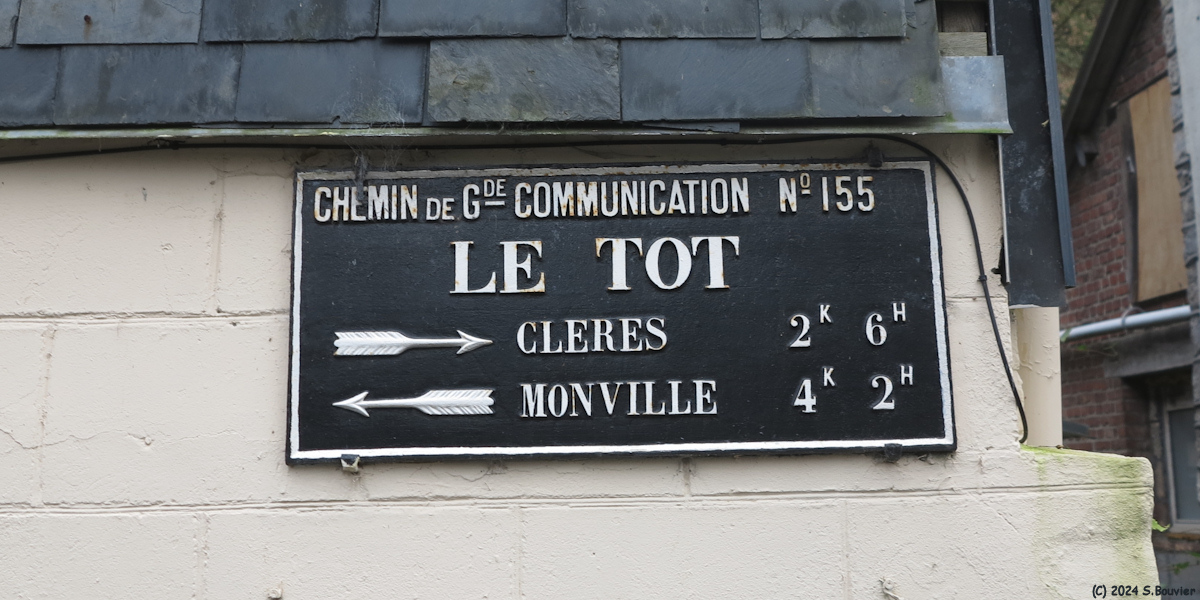 CHEMIN DE GDE COMMUNICATION Nº 155
LE TOT
CLERES 2K 6H
MONVILLE 4K 2H
(C) 2024 S.Bouvier